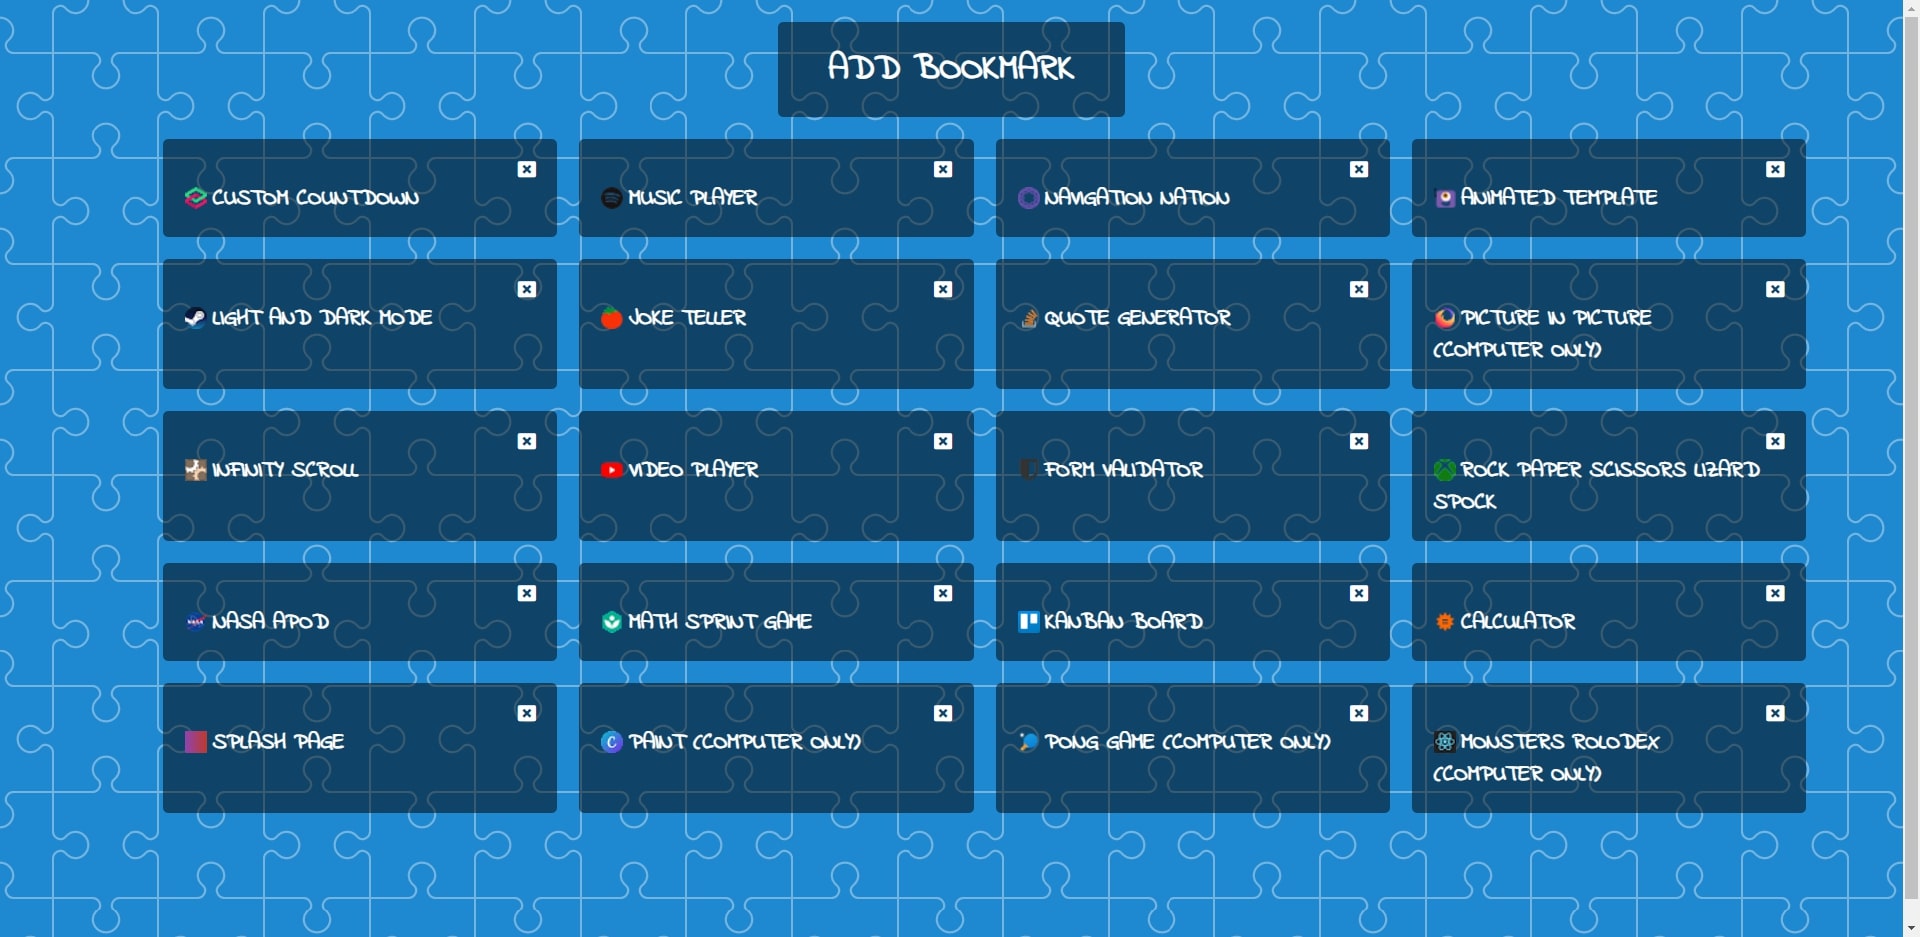 ADD BOOKMARK
CUSTOM COUNTDOWN
MUSIC PLAYER
NAVIGATION NATION
ANIMATED TEMPLATE
LIGHT AND DARK MODE
JOKE TELLER
QUOTE GENERATOR
PICTURE IN PICTURE
(COMPUTER ONLY)
INFINITY SCROLL
VIDEO PLAYER
FORM VALIDATOR
ROCK PAPER SCISSORS LIZARD
SPOCK
NASA APOD
MATH SPRINT GAME
KANBAN BOARD
CALCULATOR
SPLASH PAGE
PAINT (COMPUTER ONLY)
PONG GAME (COMPUTER ONLY)
MONSTERS ROLODEX
(COMPUTER ONLY)